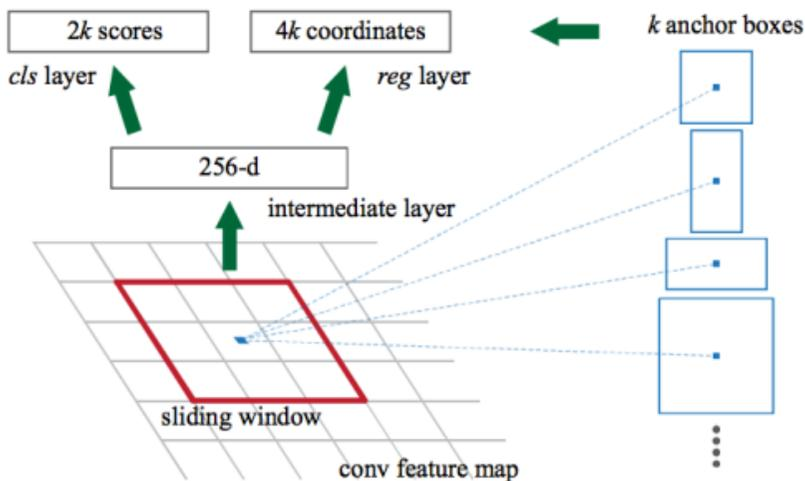 2k scores
4k coordinates
k anchor boxes
cls layer
reg layer
256-d
intermediate layer
sliding window
conv feature map